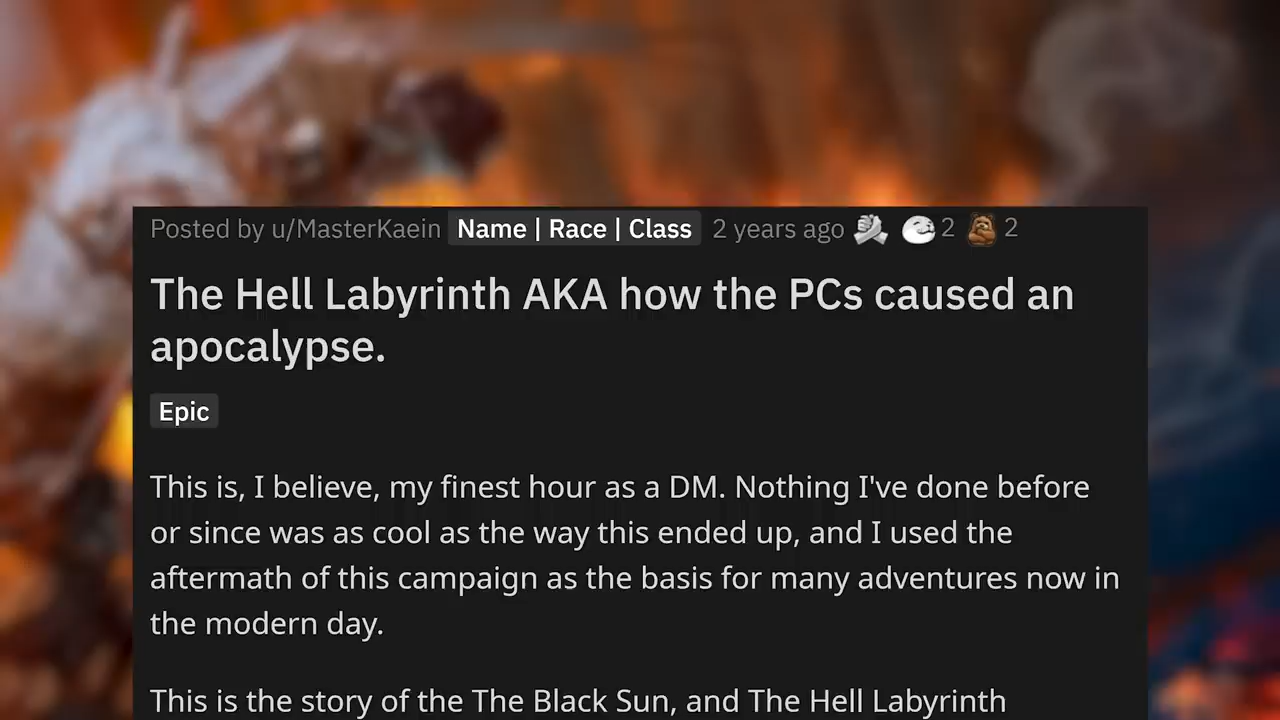 Posted by u/MasterKaein Name | Race | Class 2 years ago 2 2
The Hell Labyrinth AKA how the PCs caused an
apocalypse.
Epic
This is, I believe, my finest hour as a DM. Nothing I've done before
or since was as cool as the way this ended up, and I used the
aftermath of this campaign as the basis for many adventures now in
the modern day.
This is the story of the The Black Sun, and The Hell Labyrinth